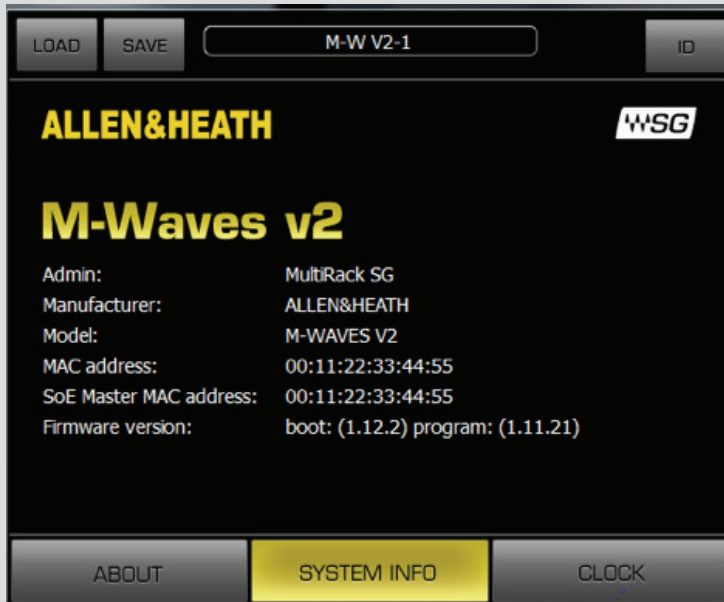 LOAD SAVE M-W V2-1 ID
ALLEN&HEATH WSG
M-Waves v2
Admin: MultiRack SG
Manufacturer: ALLEN&HEATH
Model: M-WAVES V2
MAC address: 00:11:22:33:44:55
SoE Master MAC address: 00:11:22:33:44:55
Firmware version: boot: (1.12.2) program: (1.11.21)
ABOUT SYSTEM INFO CLOCK